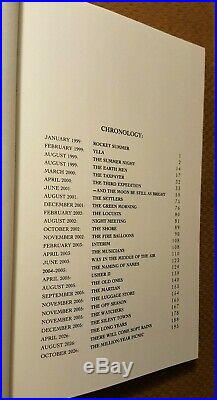 CHRONOLOGY:
JANUARY 1999: ROCKET SUMMER 1
FEBRUARY 1999: YLLA 2
AUGUST 1999: THE SUMMER NIGHT
AUGUST 1999: THE EARTH MEN
MARCH 2000: THE TAXPAYER
APRIL 2000: THE THIRD EXPEDITION 32
JUNE 2001: —AND THE MOON BE STILL AS BRIGHT
AUGUST 2001: THE SETTLERS
DECEMBER 2001: THE GREEN MORNING
FEBRUARY 2002: THE LOCUSTS
AUGUST 2002: NIGHT MEETING
OCTOBER 2002: THE SHORE
NOVEMBER 2002: THE FIRE BALLOONS
FEBRUARY 2003: INTERIM
APRIL 2003: THE MUSICIANS
JUNE 2003: WAY IN THE MIDDLE OF THE AIR
2004-2005: THE NAMING OF NAMES
APRIL 2005: USHER II
AUGUST 2005: THE OLD ONES
SEPTEMBER 2005: THE MARTIAN
NOVEMBER 2005: THE LUGGAGE STORE
NOVEMBER 2005: THE OFF SEASON
NOVEMBER 2005: THE WATCHERS
DECEMBER 2005: THE SILENT TOWNS
APRIL 2026: THE LONG YEARS
AUGUST 2026: THERE WILL COME SOFT RAINS
OCTOBER 2026: THE MILLION-YEAR PICNIC